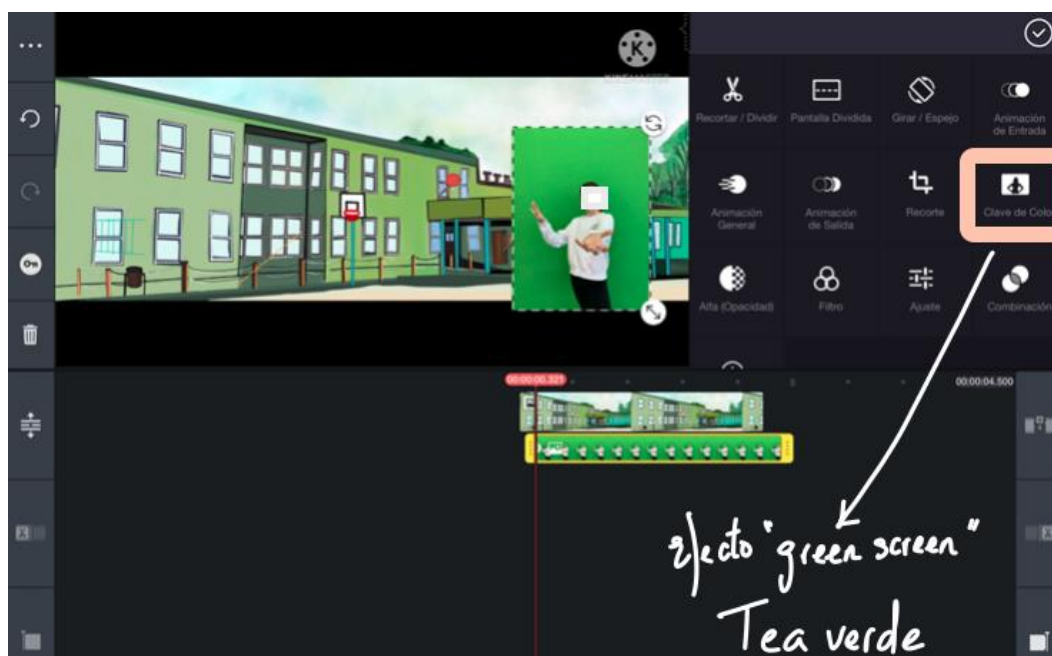 K
KINEMASTER
Recortar / Dividir
Pantalla Dividida
Girar / Espejo
Animación
de Entrada
Animación
General
Animación
de Salida
Recorte
Clave de Colo
Alfa (Opacidad)
Filtro
Ajuste
Combinación
00:00:00.321
00:00:04.500
efecto "green screen"
Tea verde